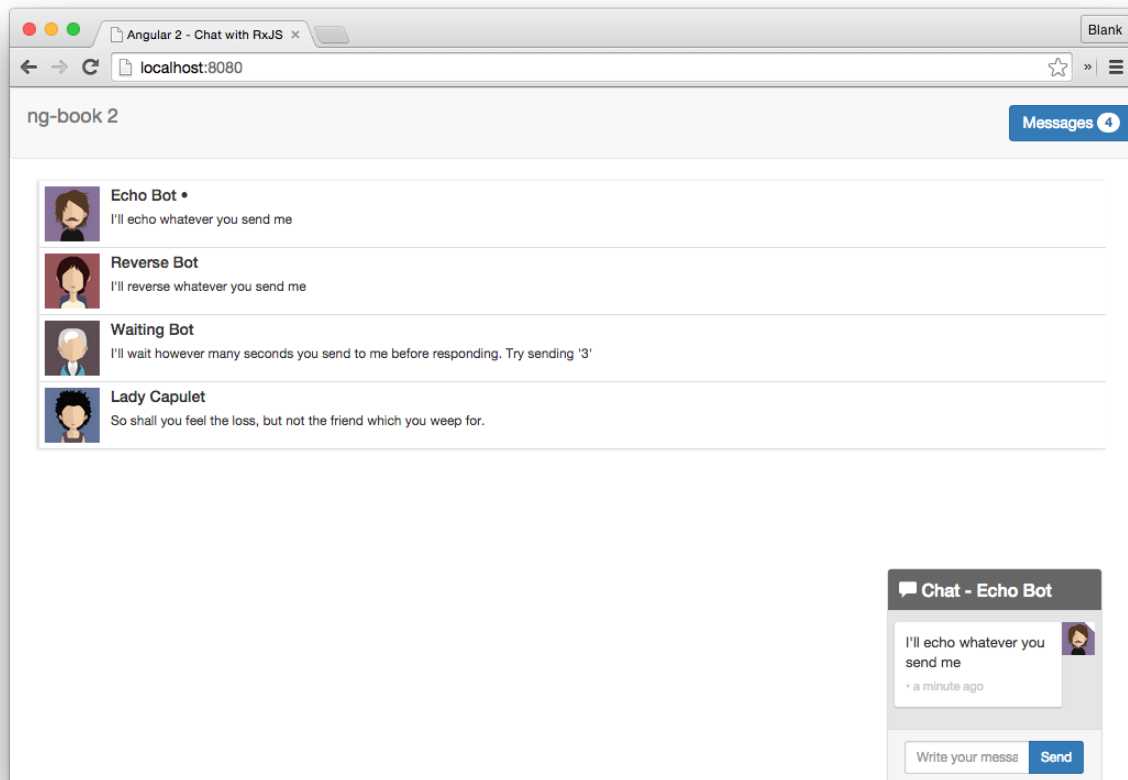 Angular 2 - Chat with RxJS ×
Blank
localhost:8080
»
ng-book 2
Messages 4
Echo Bot •
I'll echo whatever you send me
Reverse Bot
I'll reverse whatever you send me
Waiting Bot
I'll wait however many seconds you send to me before responding. Try sending '3'
Lady Capulet
So shall you feel the loss, but not the friend which you weep for.
Chat - Echo Bot
I'll echo whatever you
send me
• a minute ago
Write your messa
Send